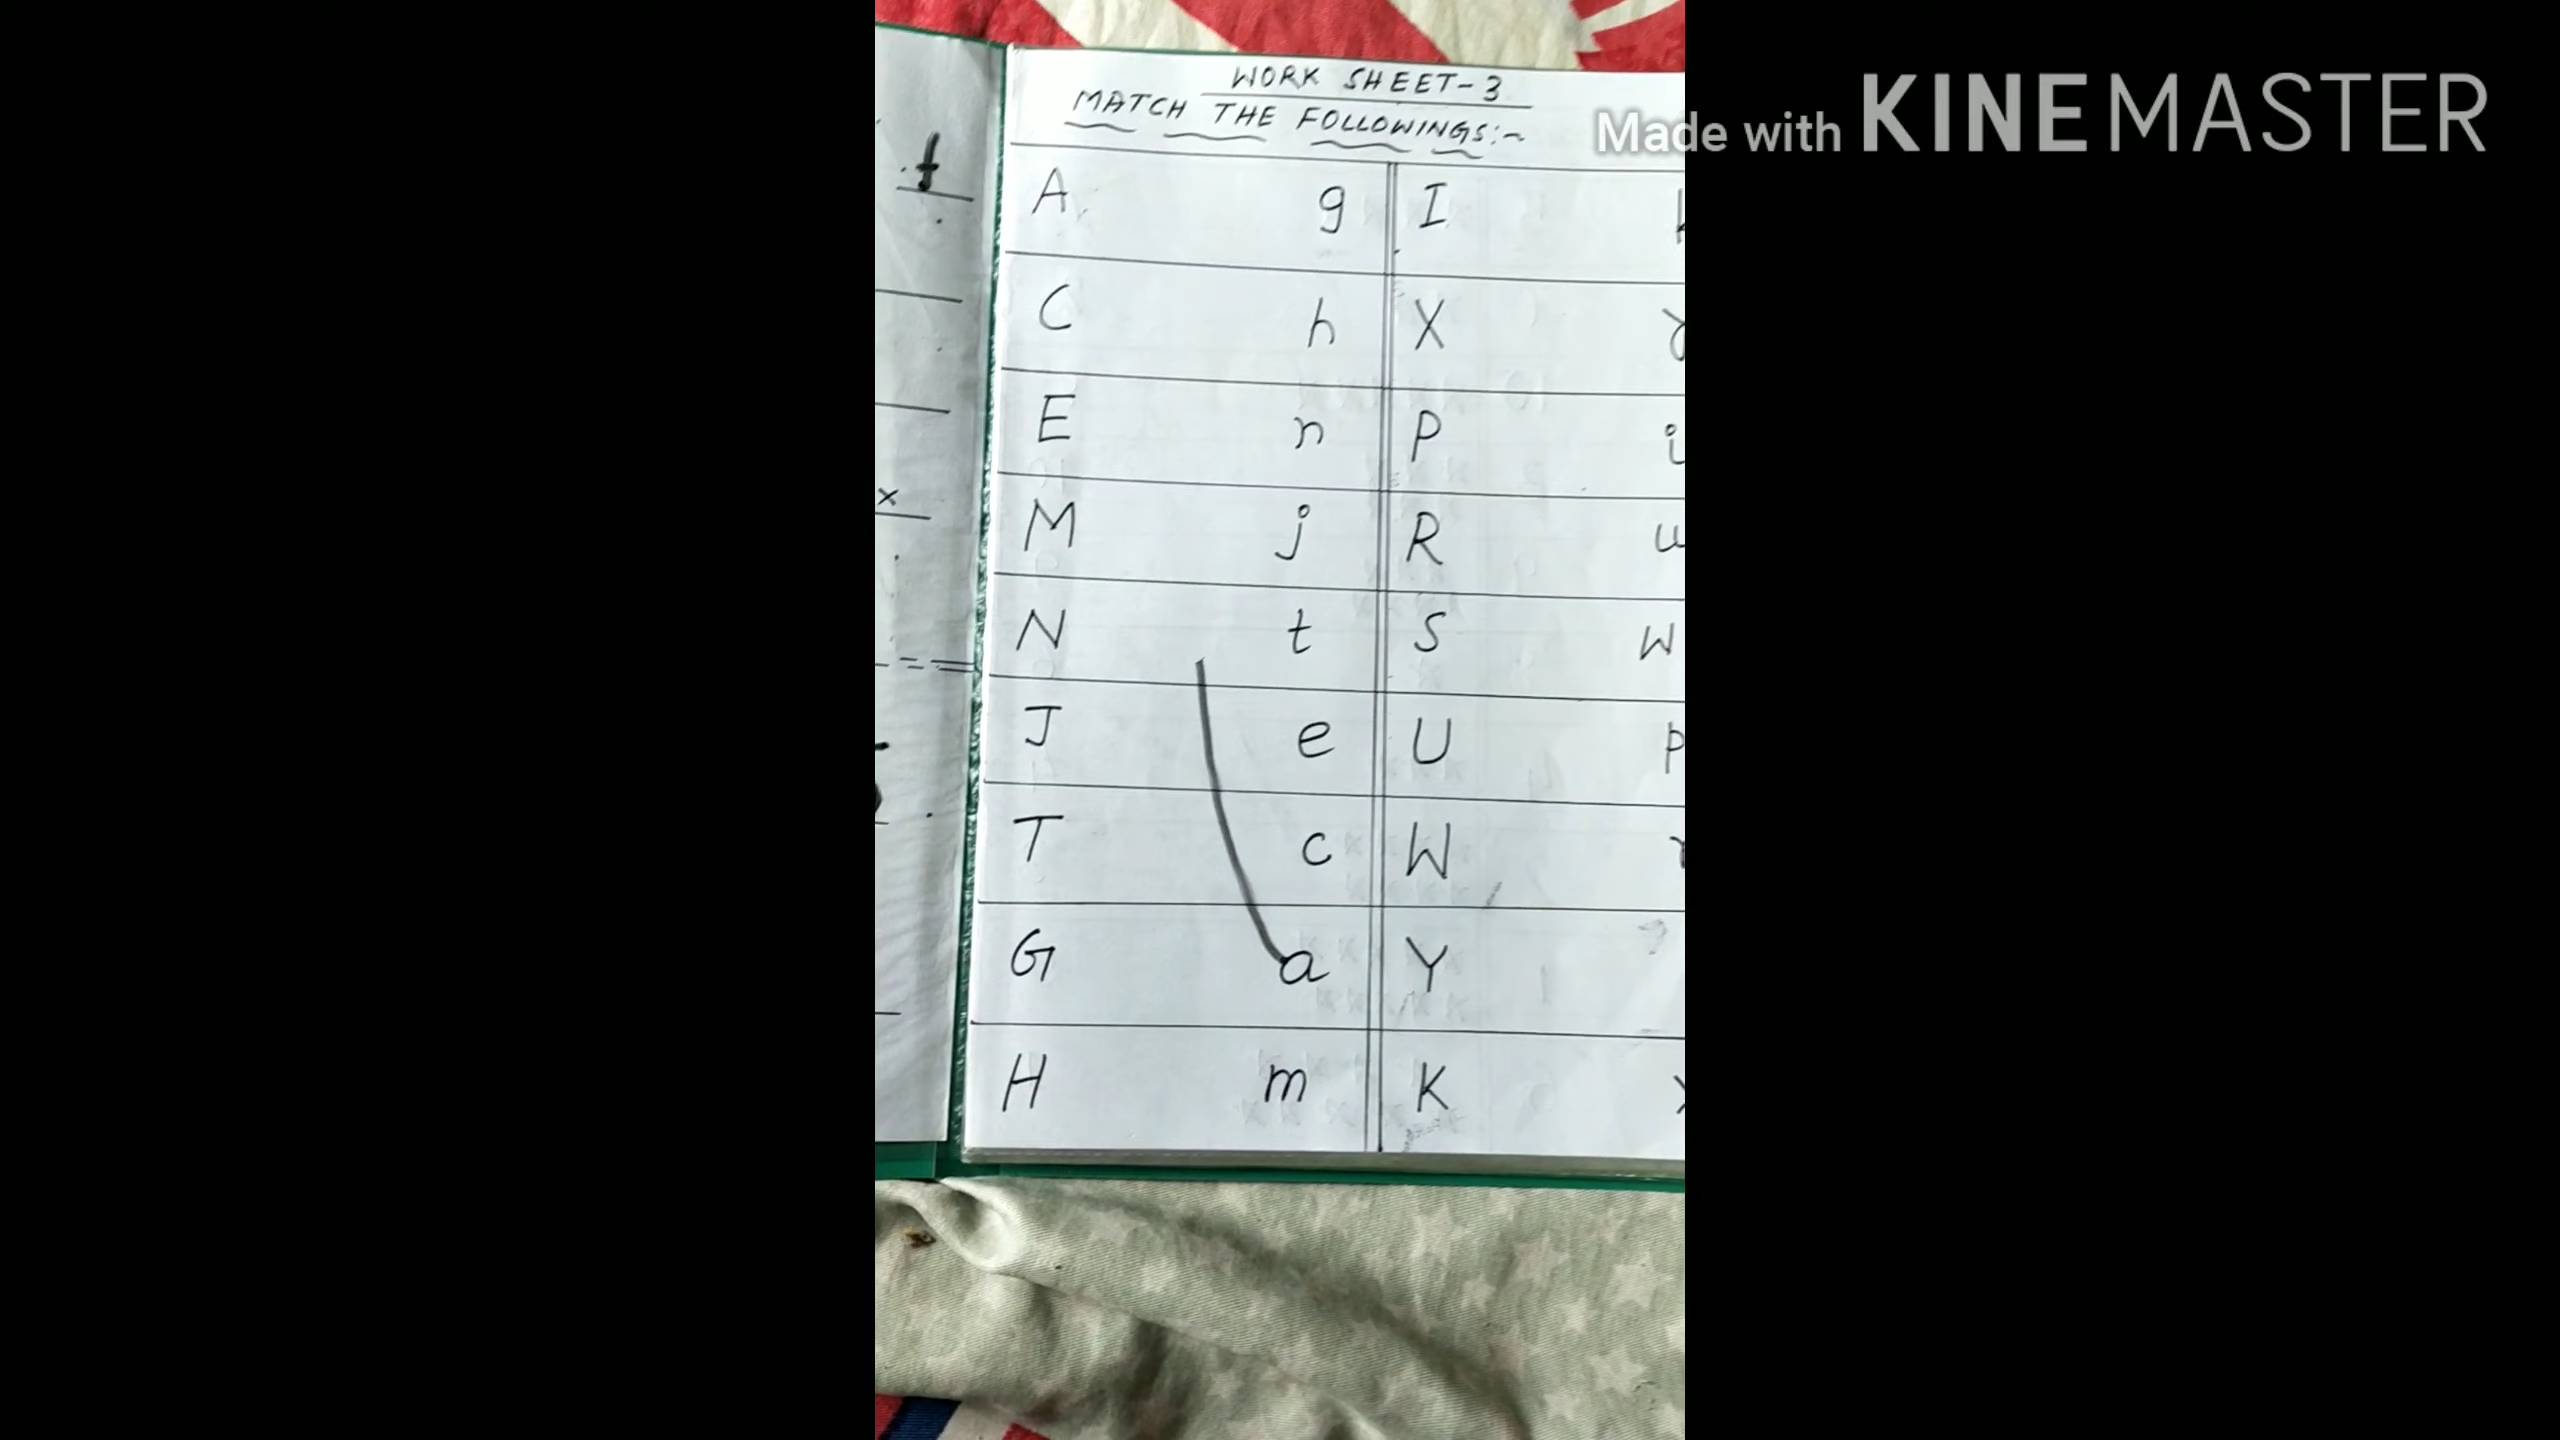 WORK SHEET-3
Made with KINEMASTER
MATCH THE FOLLOWINGS:~
t
A g I
C h X
E n P i
x
M j R u
N t S w
J e U p
T c W
G a Y
H m K